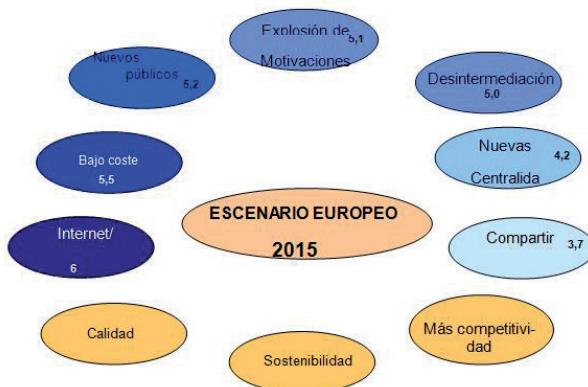 Explosión de
5,1
Motivaciones
Nuevos
públicos
5,2
Desintermediación
5,0
Bajo coste
5,5
Nuevas
4,2
Centralida
ESCENARIO EUROPEO
2015
Internet/
6
Compartir
3,7
Calidad
Sostenibilidad
Más competitivi-
dad